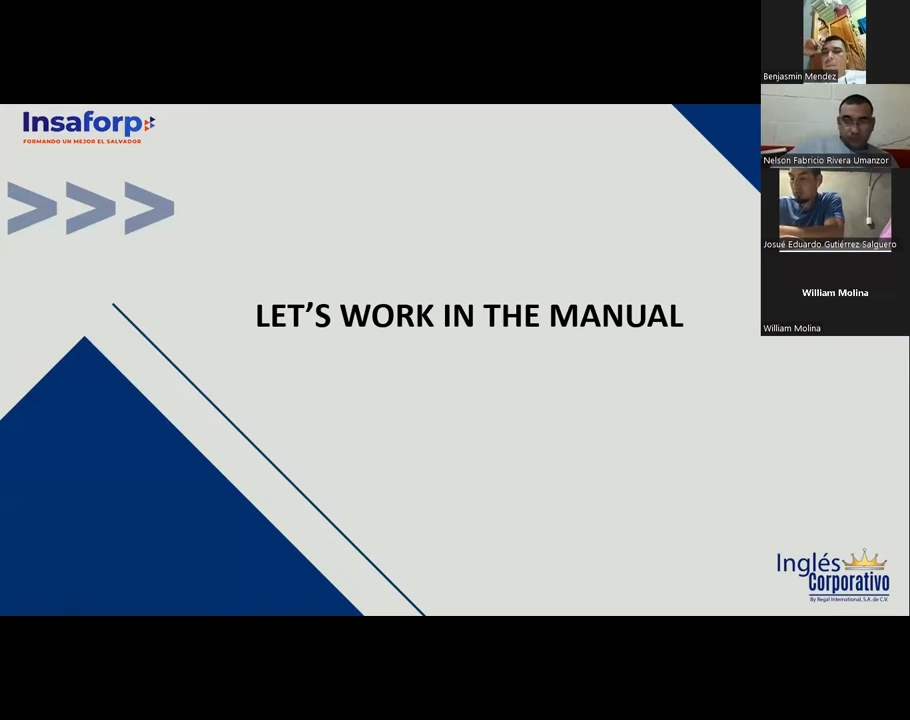 Insaforp
FORMANDO UN MEJOR EL SALVADOR
LET'S WORK IN THE MANUAL
Inglés
Corporativo
By Regal International, S.A. de C.V.
Benjasmin Mendez
Nelson Fabricio Rivera Umanzor
Josué Eduardo Gutiérrez Salguero
William Molina
William Molina